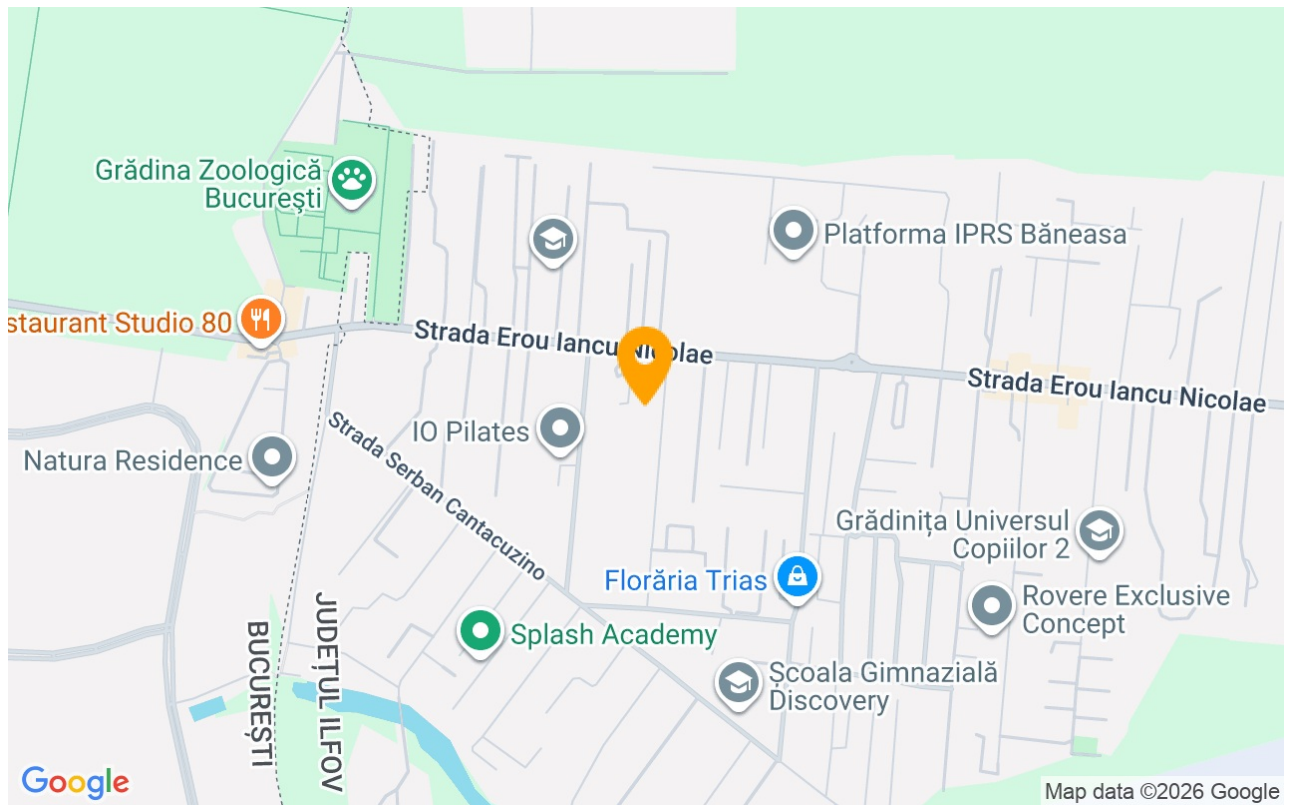 Grădina Zoologică
Bucureşti
Platforma IPRS Băneasa
staurant Studio 80
Strada Erou Iancu Nicolae
Strada Erou Iancu Nicolae
IO Pilates
Natura Residence
Strada Serban Cantacuzino
Grădinița Universul
Copiilor 2
Florăria Trias
Rovere Exclusive
Concept
Splash Academy
JUDEȚUL ILFOV
BUCUREȘTI
Școala Gimnazială
Discovery
Google
Map data ©2026 Google